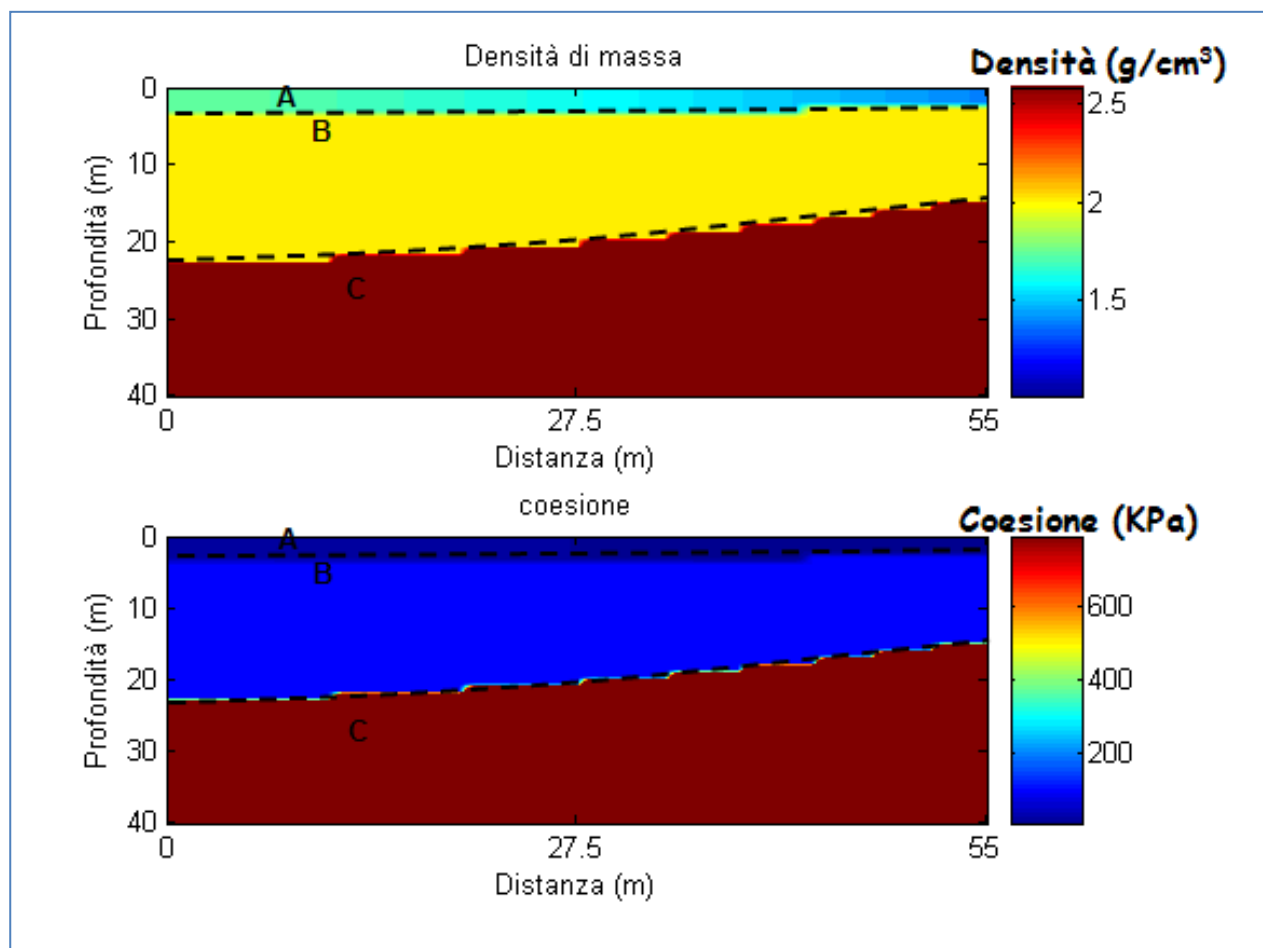 Densità di massa
Densità (g/cm³)
0
10
20
30
40
Profondità (m)
A
B
C
0
27.5
55
Distanza (m)
2.5
2
1.5
coesione
Coesione (KPa)
0
10
20
30
40
Profondità (m)
A
B
C
0
27.5
55
Distanza (m)
600
400
200